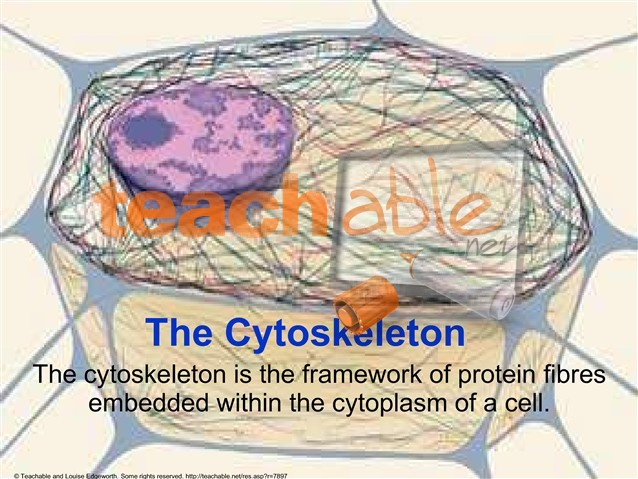 teachable
net
The Cytoskeleton
The cytoskeleton is the framework of protein fibres
embedded within the cytoplasm of a cell.
© Teachable and Louise Edgeworth. Some rights reserved. http://teachable.net/res.asp?r=7897